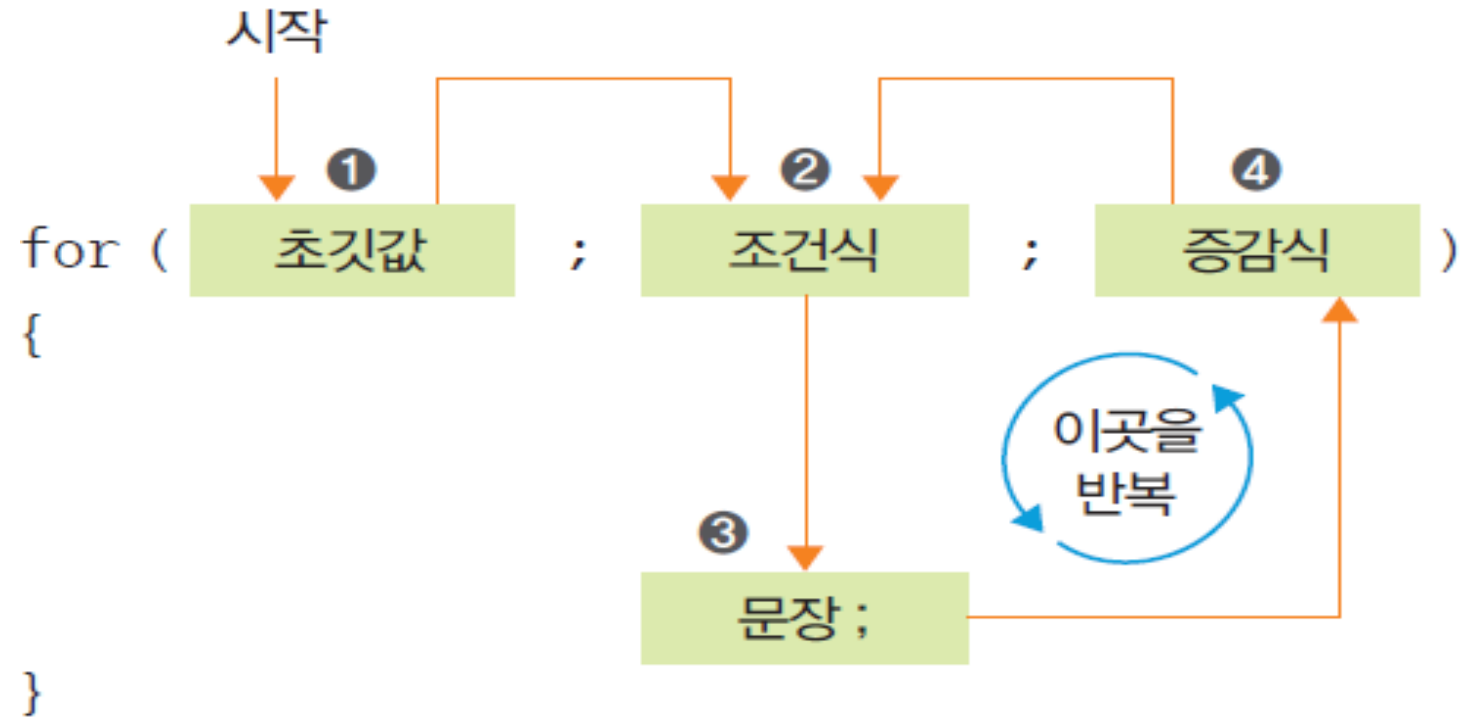 시작
❶ ❷ ❹
for ( 초깃값 ; 조건식 ; 증감식 )
{
이곳을
반복
❸
문장 ;
}